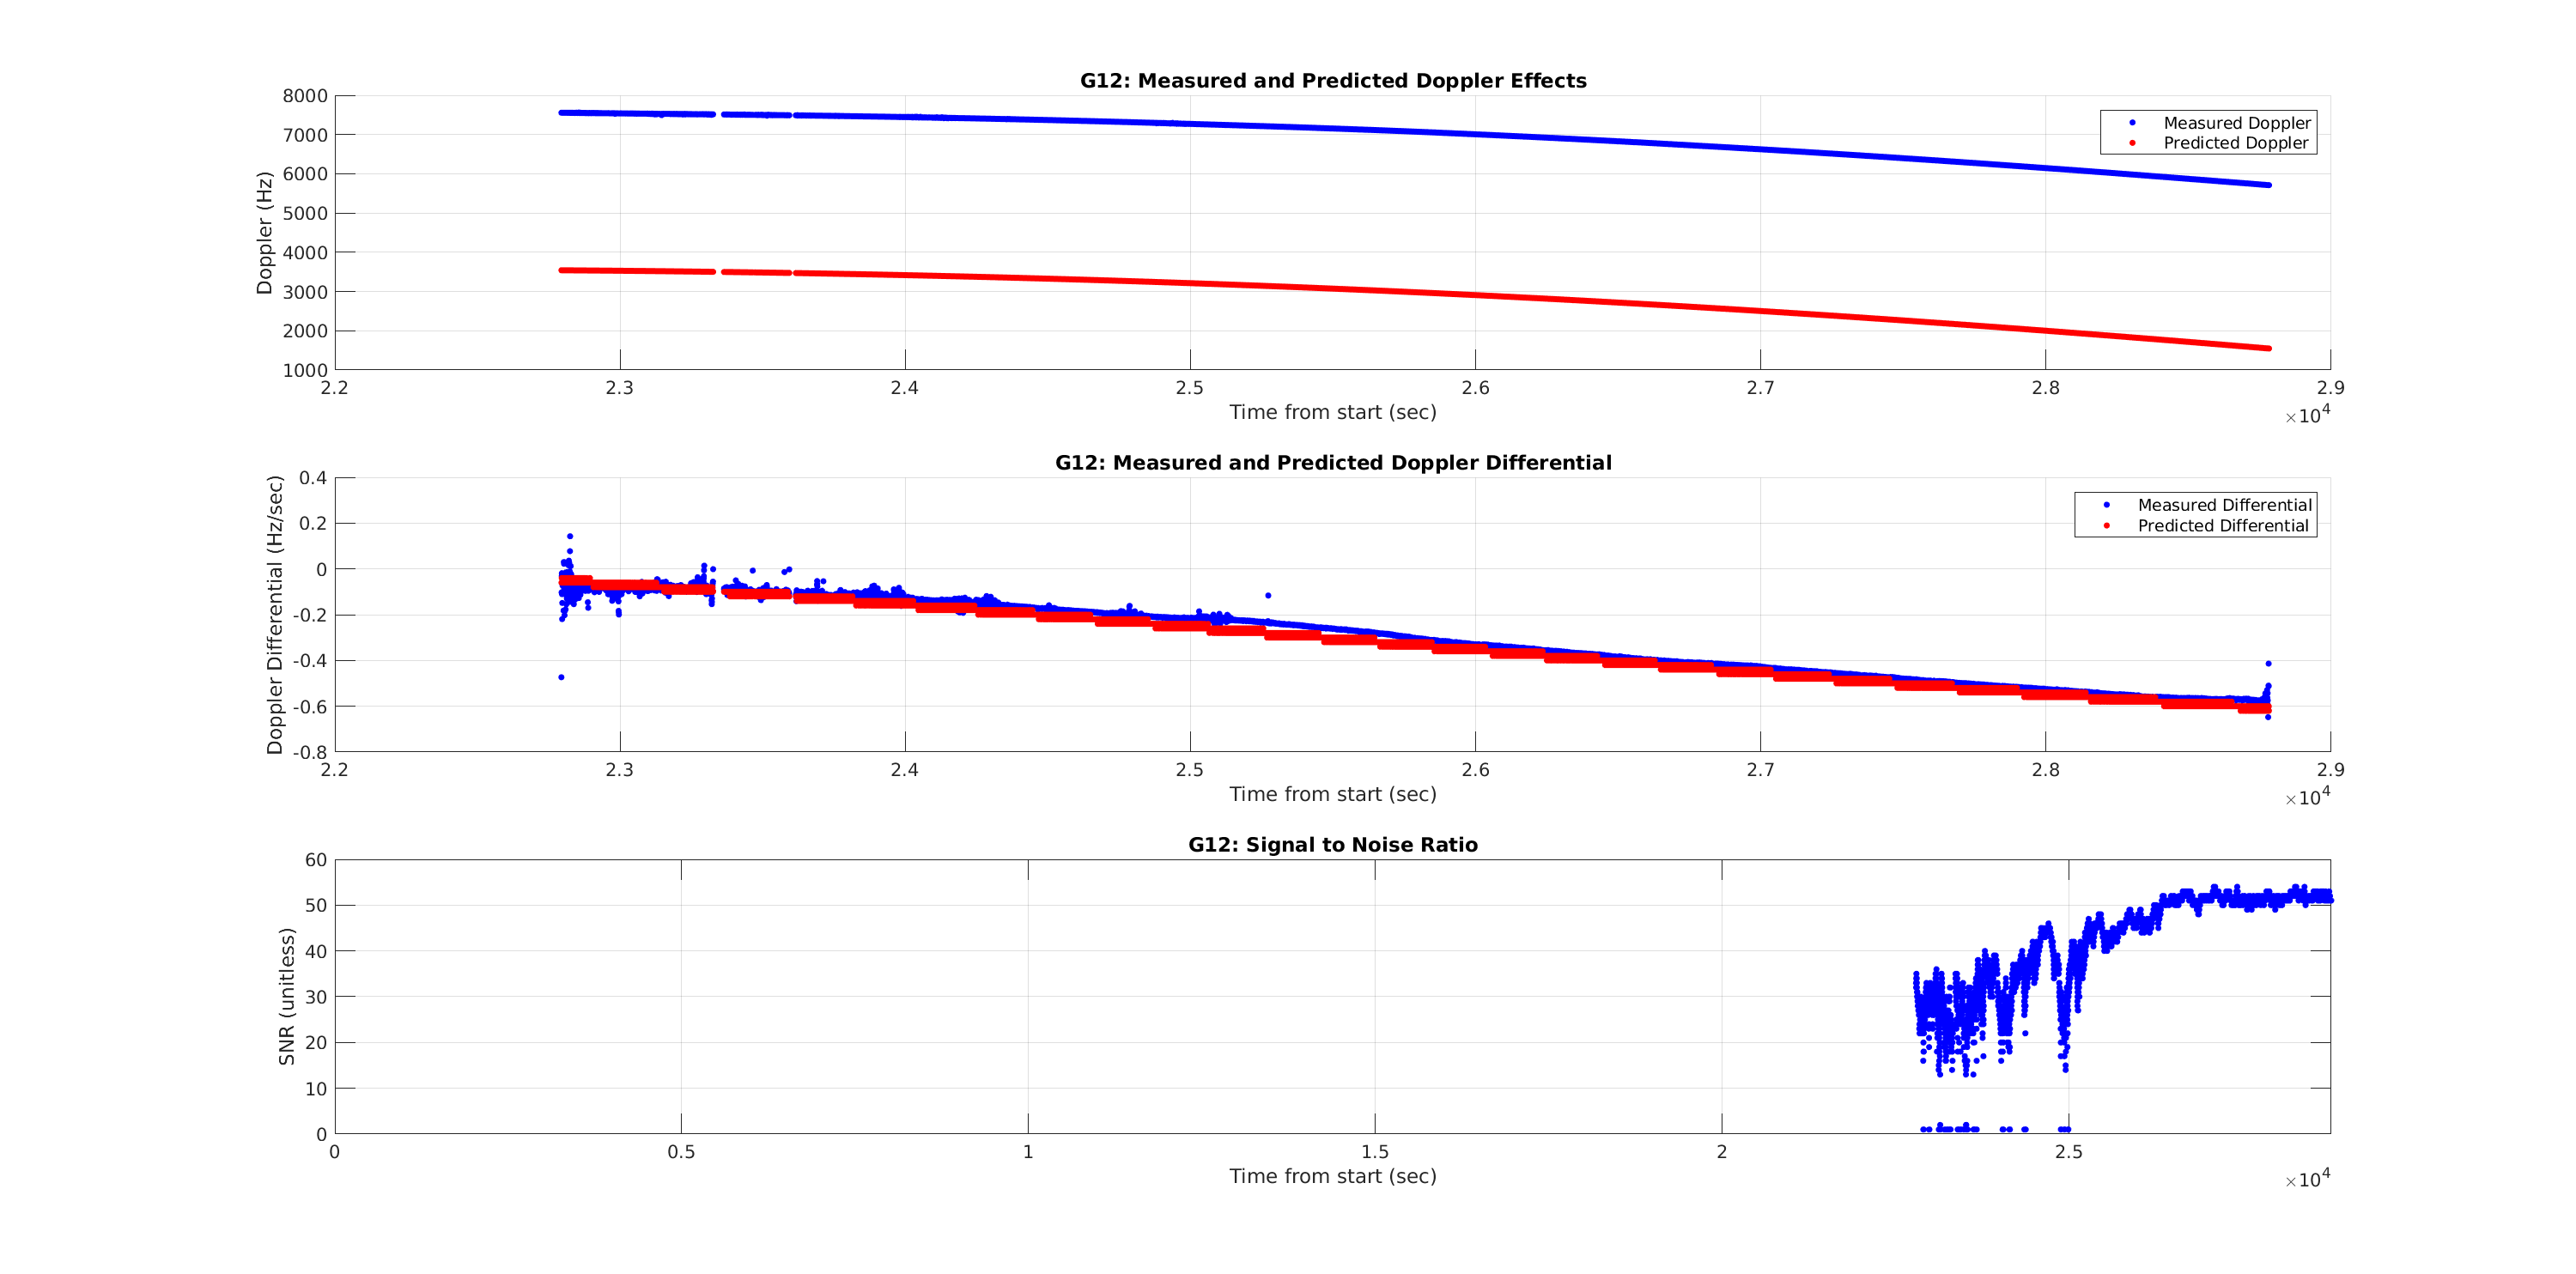 G12: Measured and Predicted Doppler Effects
8000
7000
6000
5000
4000
3000
2000
1000
Doppler (Hz)
Measured Doppler
Predicted Doppler
2.2 2.3 2.4 2.5 2.6 2.7 2.8 2.9
×10^4
Time from start (sec)
G12: Measured and Predicted Doppler Differential
0.4
0.2
0
-0.2
-0.4
-0.6
-0.8
Doppler Differential (Hz/sec)
Measured Differential
Predicted Differential
2.2 2.3 2.4 2.5 2.6 2.7 2.8 2.9
×10^4
Time from start (sec)
G12: Signal to Noise Ratio
60
50
40
30
20
10
0
SNR (unitless)
0 0.5 1 1.5 2 2.5
×10^4
Time from start (sec)